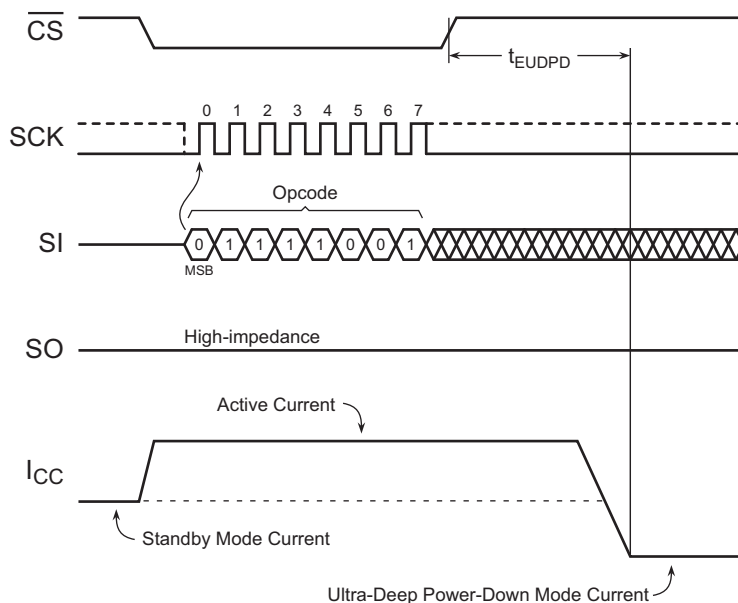 CS
tEUDPD
SCK
0 1 2 3 4 5 6 7
Opcode
SI
0 1 1 1 1 0 0 1
MSB
SO
High-impedance
Active Current
ICC
Standby Mode Current
Ultra-Deep Power-Down Mode Current